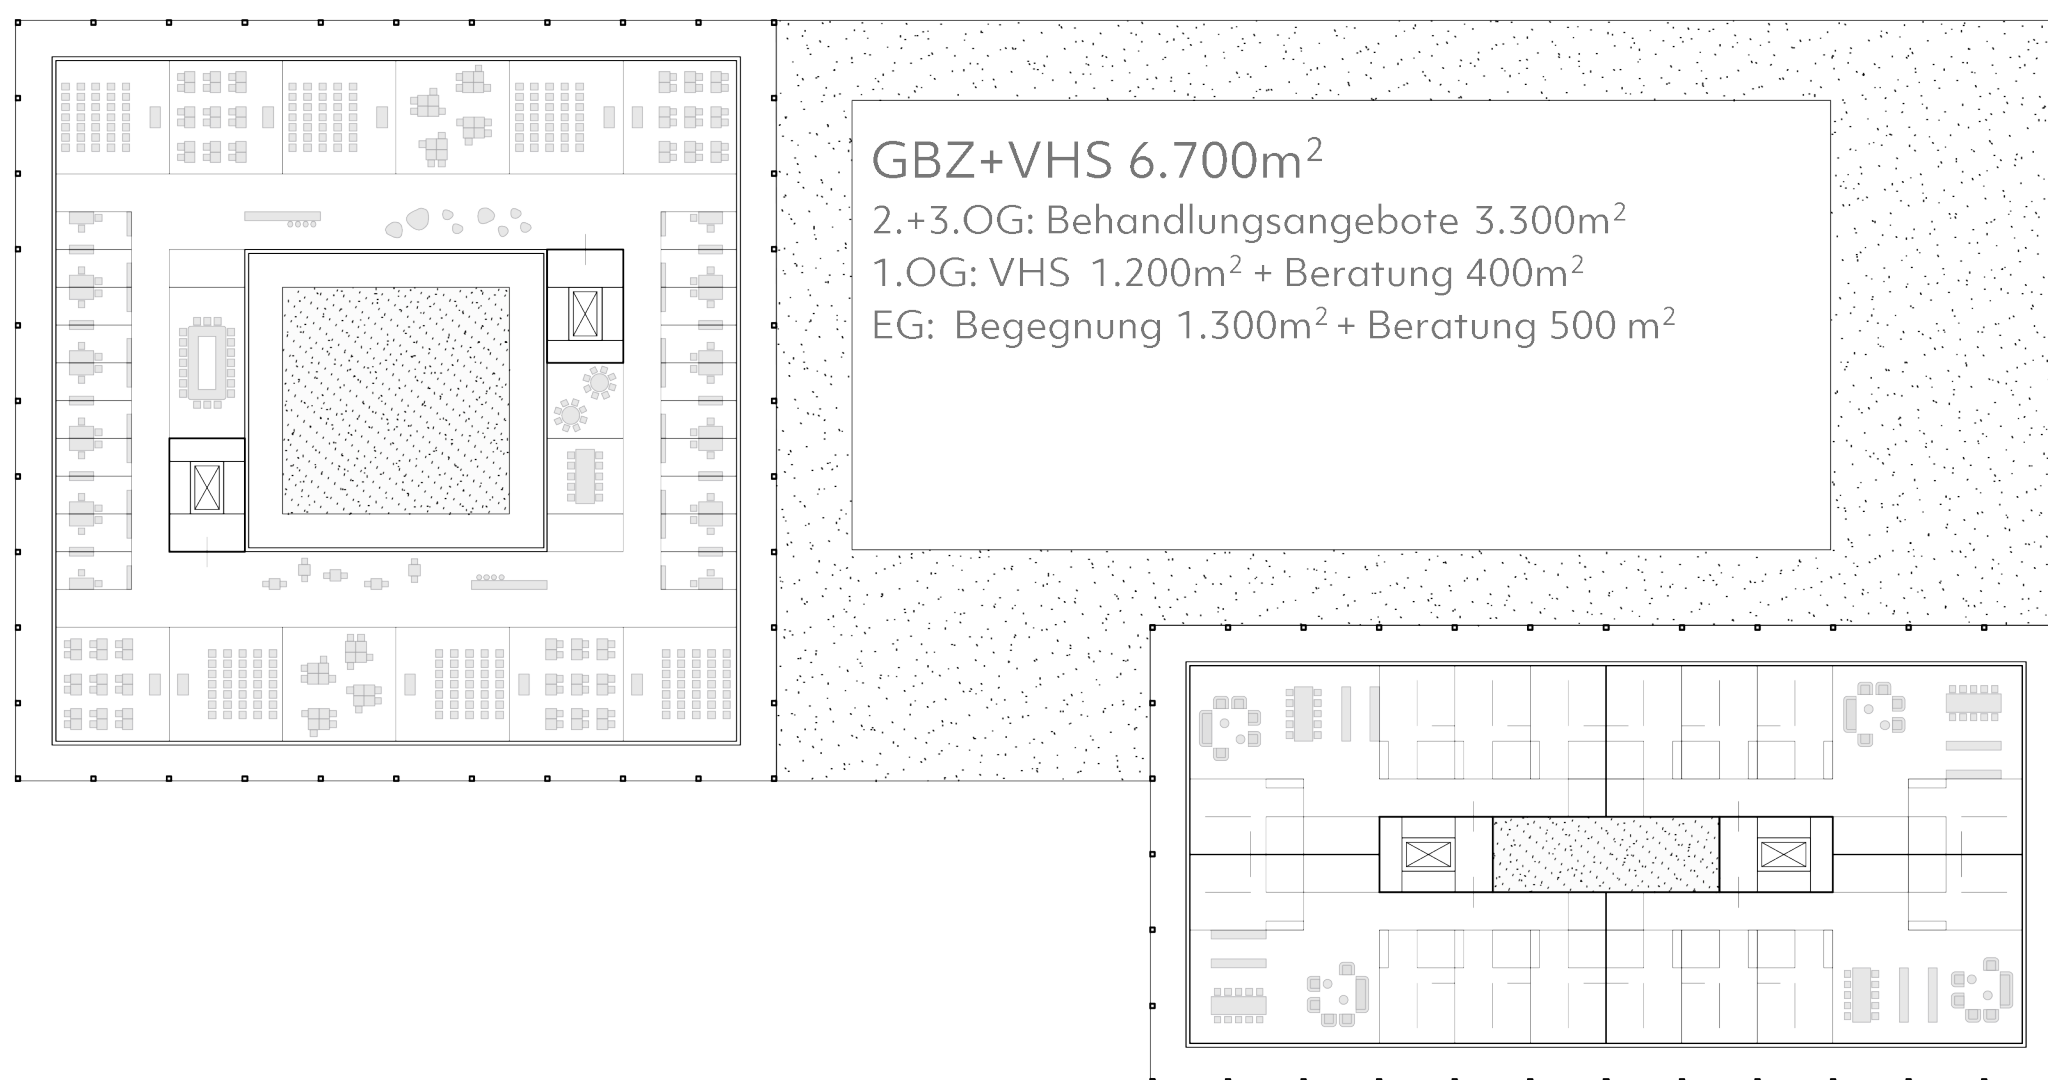 GBZ+VHS 6.700m²
2.+3.OG: Behandlungsangebote 3.300m²
1.OG: VHS 1.200m² + Beratung 400m²
EG: Begegnung 1.300m² + Beratung 500 m²